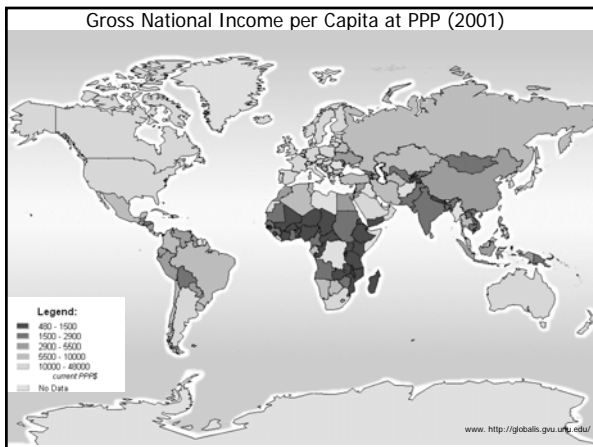 Gross National Income per Capita at PPP (2001)
Legend:
480 - 1500
1500 - 2900
2900 - 5500
5500 - 10000
10000 - 48000
current PPP$
No Data
www. http://globalis.gvu.unu.edu/